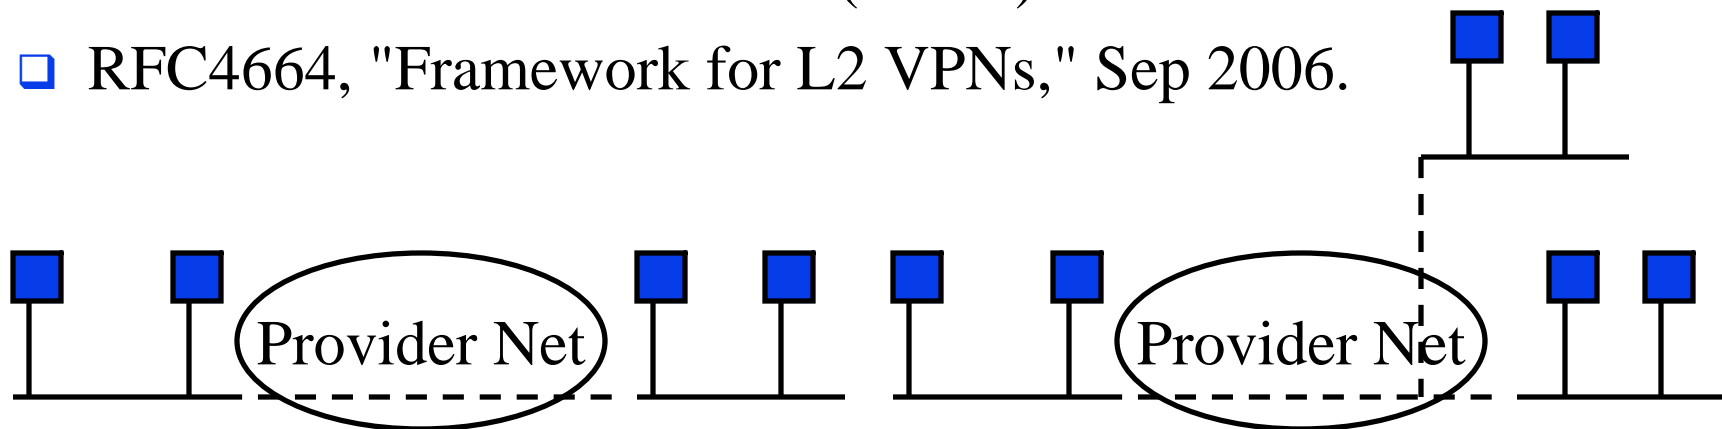 RFC4664, "Framework for L2 VPNs," Sep 2006.
Provider Net
Provider Net